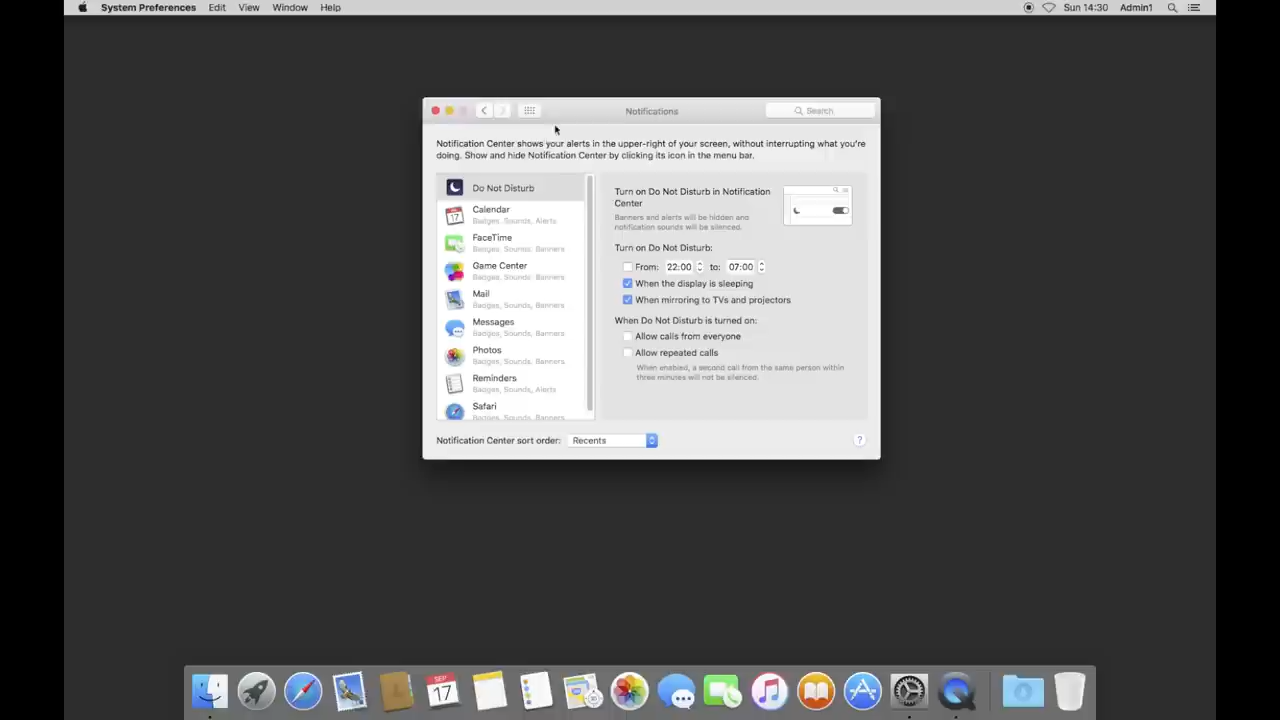 System Preferences Edit View Window Help Sun 14:30 Admin1
Notifications Search
Notification Center shows your alerts in the upper-right of your screen, without interrupting what you're
doing. Show and hide Notification Center by clicking its icon in the menu bar.
Do Not Disturb
Calendar
Badges, Sounds, Alerts
FaceTime
Badges, Sounds, Banners
Game Center
Badges, Sounds, Banners
Mail
Badges, Sounds, Banners
Messages
Badges, Sounds, Banners
Photos
Badges, Sounds, Banners
Reminders
Badges, Sounds, Alerts
Safari
Badges, Sounds, Banners
Turn on Do Not Disturb in Notification
Center
Banners and alerts will be hidden and
notification sounds will be silenced.
Turn on Do Not Disturb:
From: 22:00 to: 07:00
When the display is sleeping
When mirroring to TVs and projectors
When Do Not Disturb is turned on:
Allow calls from everyone
Allow repeated calls
When enabled, a second call from the same person within
three minutes will not be silenced.
Notification Center sort order: Recents ?
SEP
17